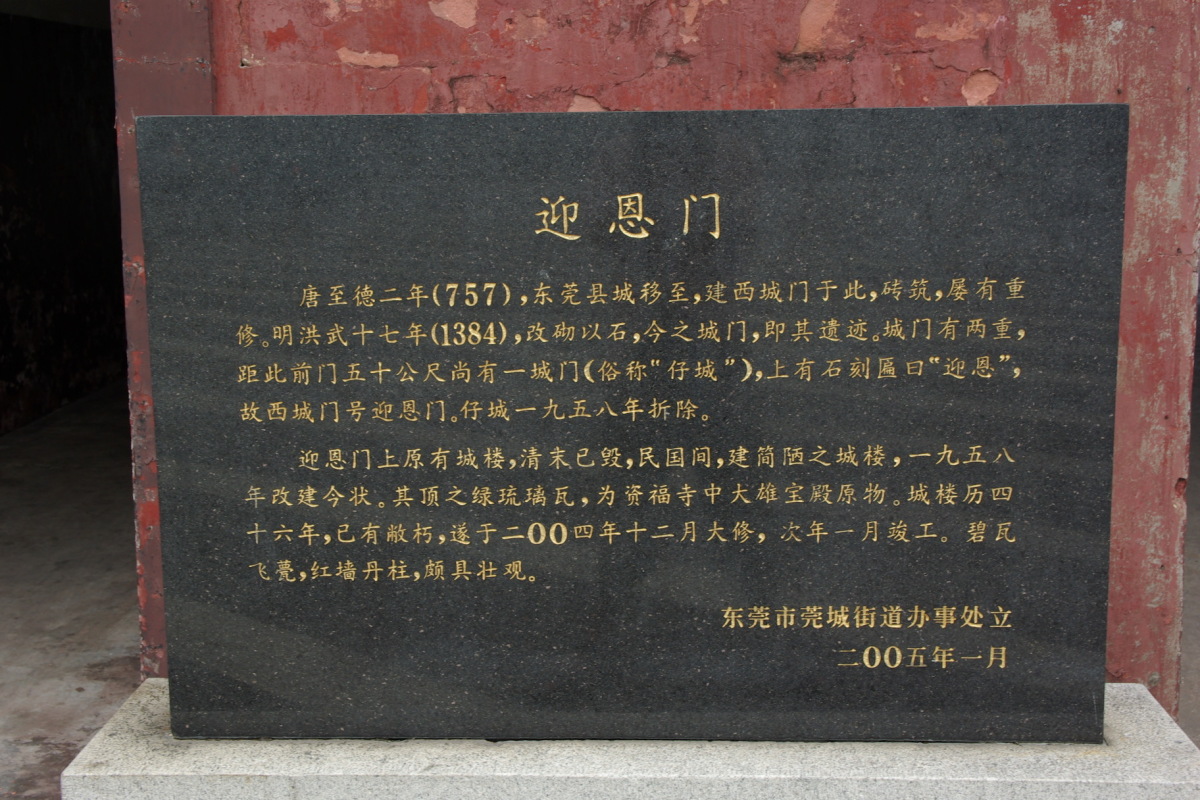 迎恩门
唐至德二年(757),东莞县城移至,建西城门于此,砖筑,屡有重
修。明洪武十七年(1384),改砌以石,今之城门,即其遗迹。城门有两重,
距此前门五十公尺尚有一城门(俗称“仔城”),上有石刻匾曰“迎恩”,
故西城门号迎恩门。仔城一九五八年拆除。
迎恩门上原有城楼,清末已毁,民国间,建简陋之城楼,一九五八
年改建今状。其顶之绿琉璃瓦,为资福寺中大雄宝殿原物。城楼历四
十六年,已有敝朽,遂于二00四年十二月大修,次年一月竣工。碧瓦
飞甍,红墙丹柱,颇具壮观。
东莞市莞城街道办事处立
二00五年一月